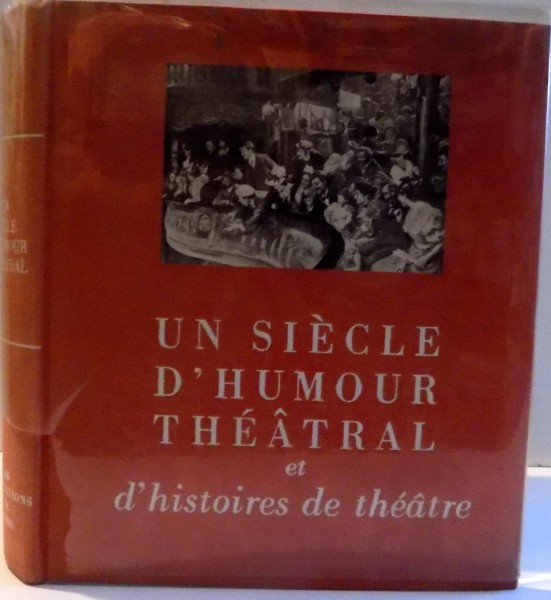 UN SIÈCLE
D'HUMOUR
THÉÂTRAL
et
d'histoires de théâtre